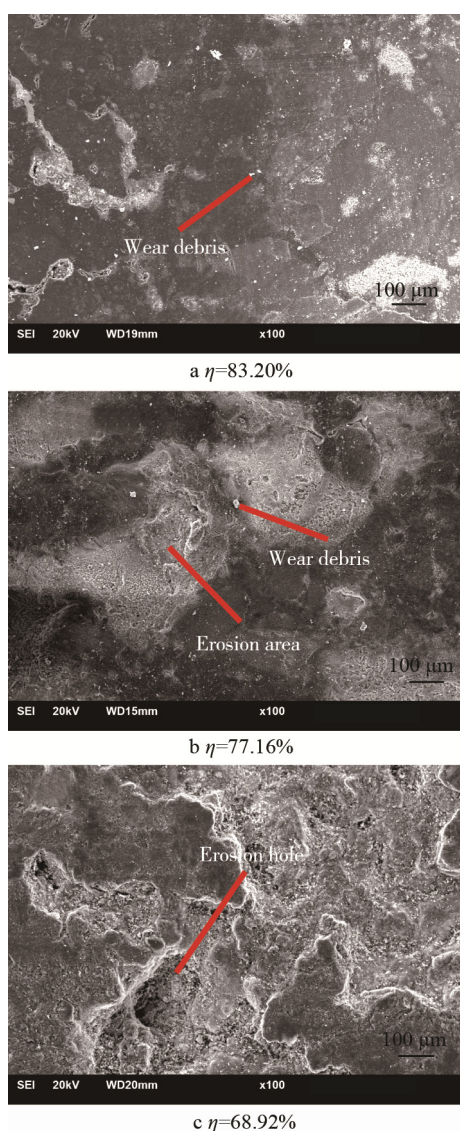 Wear debris
100 μm
SEI 20kV WD19mm x100
a η=83.20%
Wear debris
Erosion area
100 μm
SEI 20kV WD15mm x100
b η=77.16%
Erosion hole
100 μm
SEI 20kV WD20mm x100
c η=68.92%